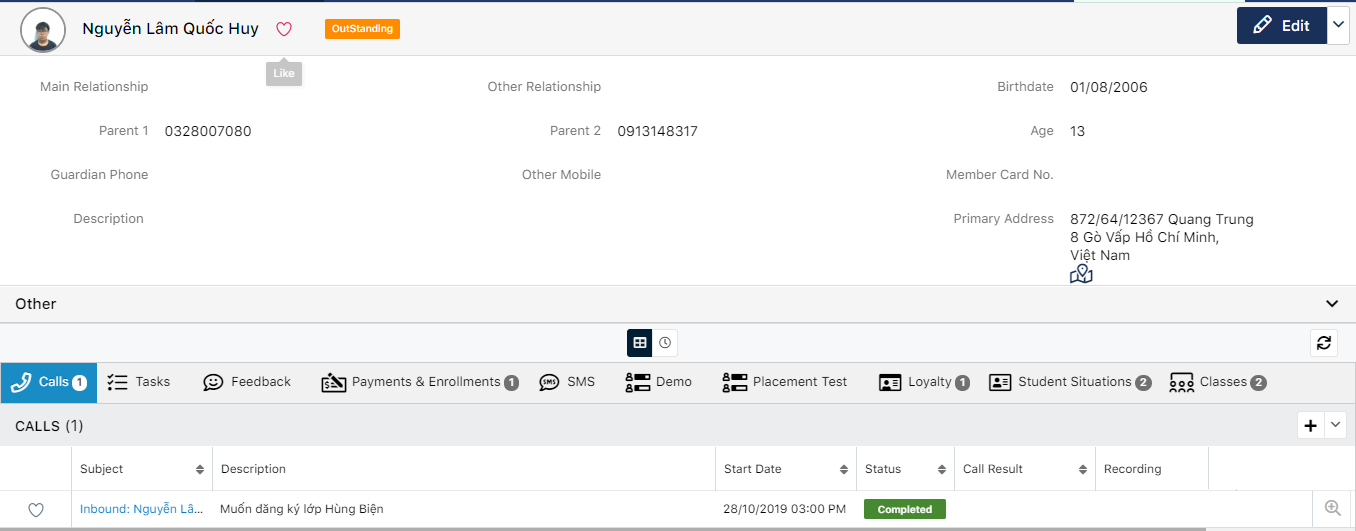 Nguyễn Lâm Quốc Huy
OutStanding
Edit
Like
Main Relationship
Other Relationship
Birthdate 01/08/2006
Parent 1 0328007080
Parent 2 0913148317
Age 13
Guardian Phone
Other Mobile
Member Card No.
Description
Primary Address 872/64/12367 Quang Trung
8 Gò Vấp Hồ Chí Minh,
Việt Nam
Other
Calls 1 Tasks Feedback Payments & Enrollments 1 SMS Demo Placement Test Loyalty 1 Student Situations 2 Classes 2
CALLS (1)
Subject Description Start Date Status Call Result Recording
Inbound: Nguyễn Lâ... Muốn đăng ký lớp Hùng Biện 28/10/2019 03:00 PM Completed